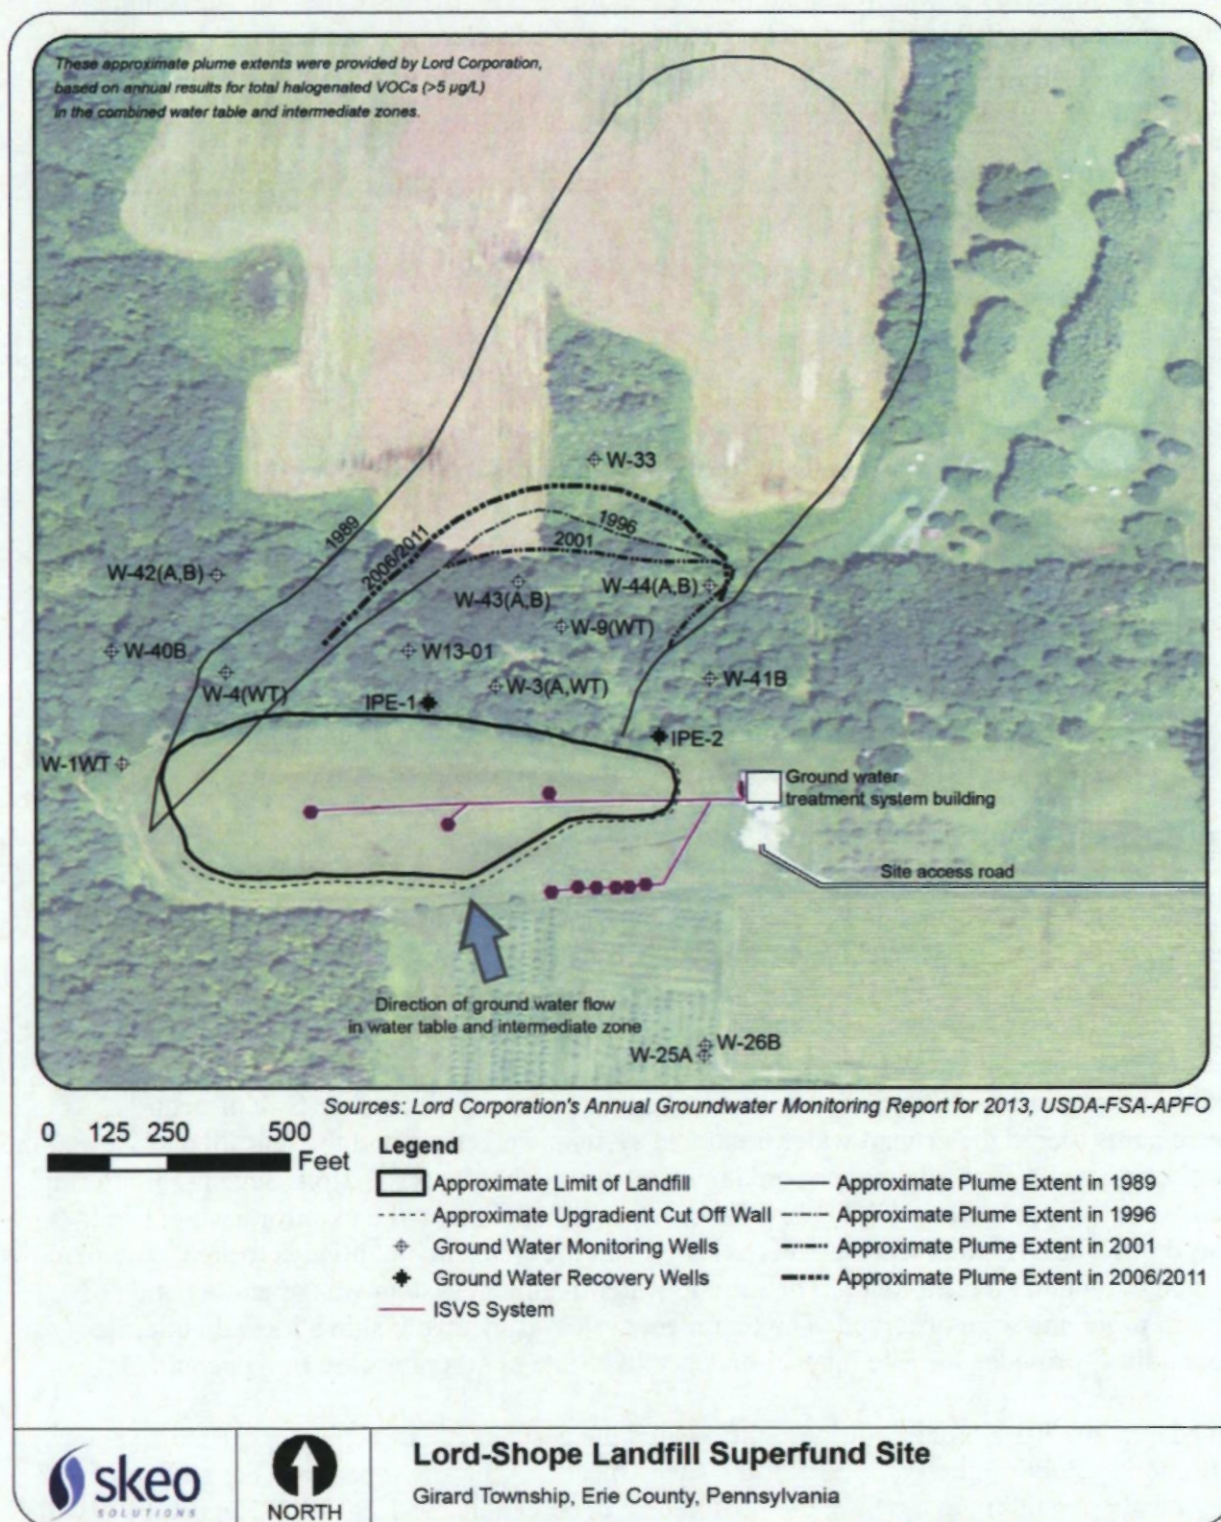 These approximate plume extents were provided by Lord Corporation,
based on annual results for total halogenated VOCs (>5 µg/L)
in the combined water table and intermediate zones.
W-33
1989
2006/2011
1996
2001
W-42(A,B)
W-43(A,B)
W-44(A,B)
W-9(WT)
W-40B
W13-01
W-4(WT)
W-3(A,WT)
W-41B
IPE-1
IPE-2
W-1WT
Ground water
treatment system building
Site access road
Direction of ground water flow
in water table and intermediate zone
W-26B
W-25A
Sources: Lord Corporation's Annual Groundwater Monitoring Report for 2013, USDA-FSA-APFO
0 125 250 500
Feet
Legend
Approximate Limit of Landfill
Approximate Upgradient Cut Off Wall
Ground Water Monitoring Wells
Ground Water Recovery Wells
ISVS System
Approximate Plume Extent in 1989
Approximate Plume Extent in 1996
Approximate Plume Extent in 2001
Approximate Plume Extent in 2006/2011
skeo
SOLUTIONS
NORTH
Lord-Shope Landfill Superfund Site
Girard Township, Erie County, Pennsylvania